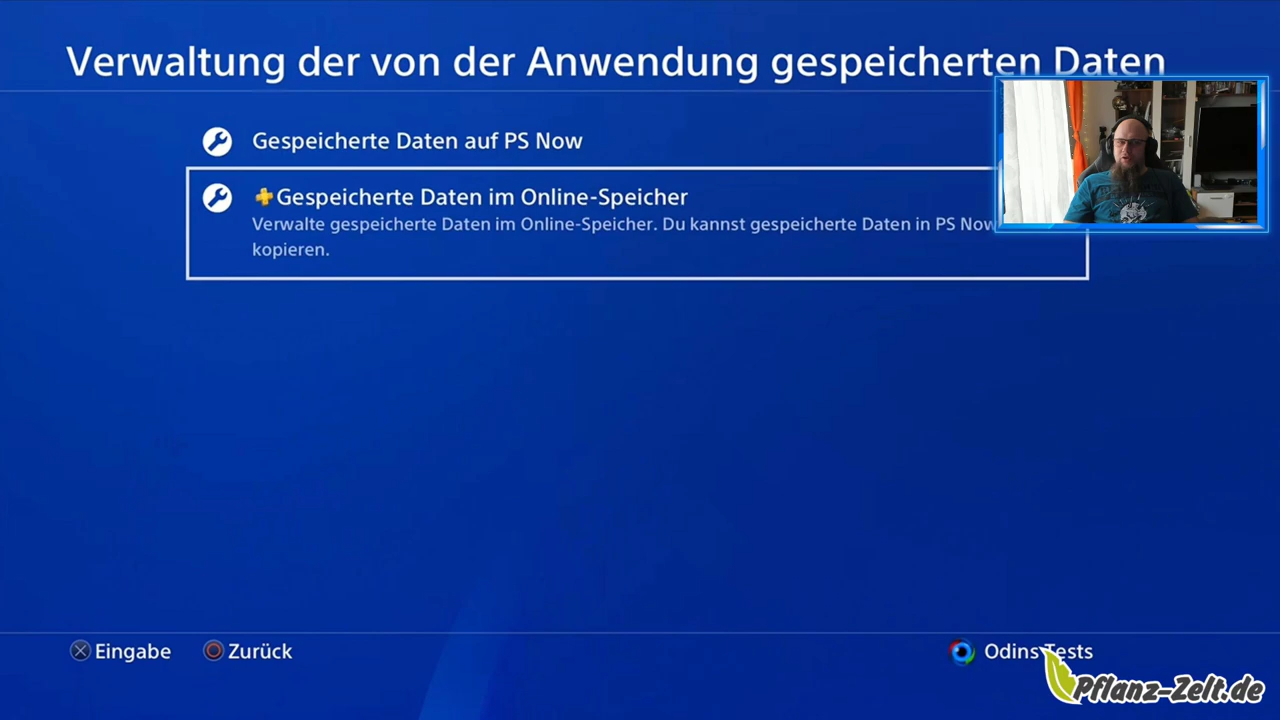 Verwaltung der von der Anwendung gespeicherten Daten
Gespeicherte Daten auf PS Now
Gespeicherte Daten im Online-Speicher
Verwalte gespeicherte Daten im Online-Speicher. Du kannst gespeicherte Daten in PS Now
kopieren.
Eingabe
Zurück
Odins Tests
Pflanz-Zelt.de